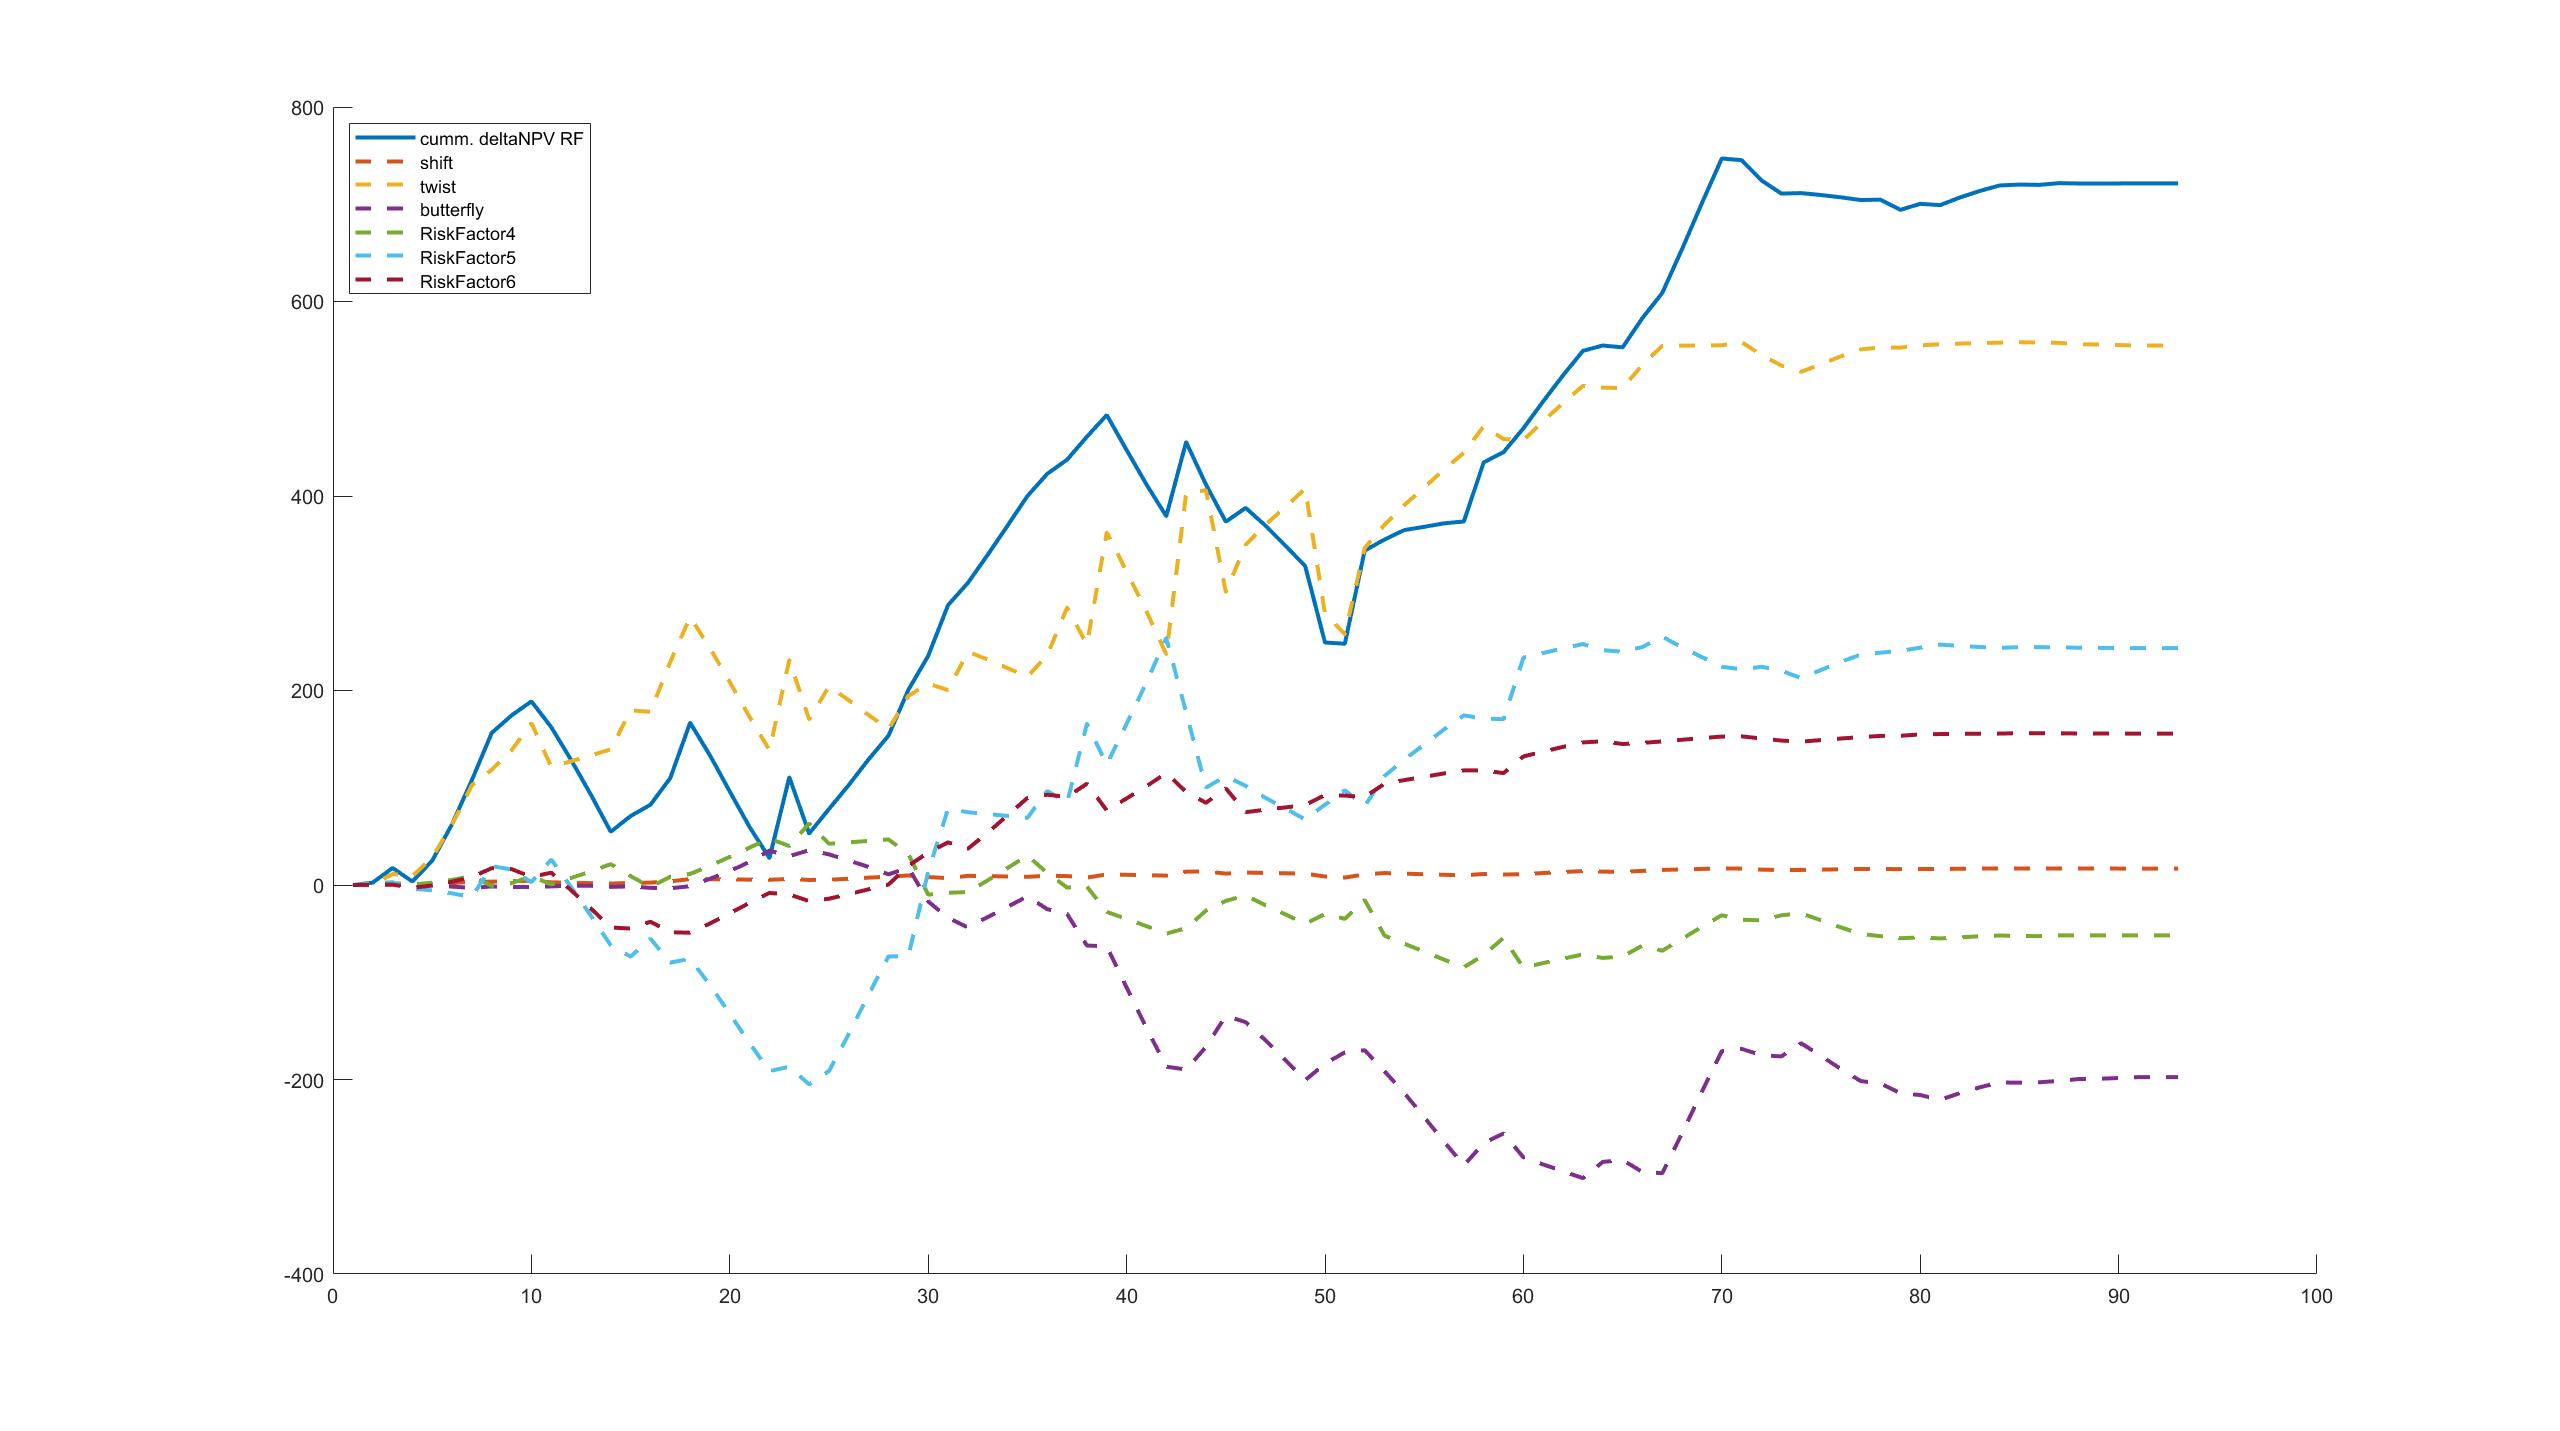 800
cumm. deltaNPV RF
shift
twist
butterfly
RiskFactor4
RiskFactor5
RiskFactor6
600
400
200
0
-200
-400
0 10 20 30 40 50 60 70 80 90 100